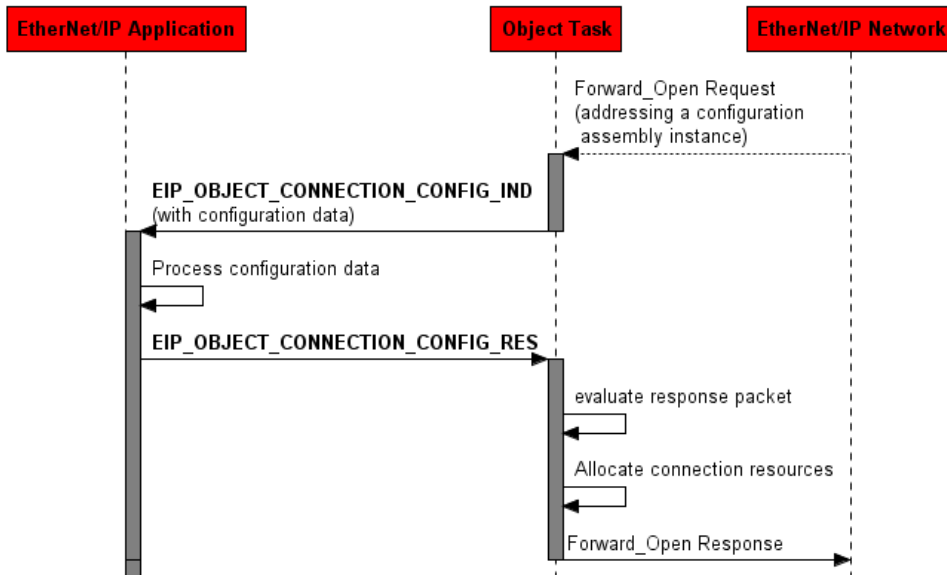 EtherNet/IP Application
Object Task
EtherNet/IP Network
Forward_Open Request
(addressing a configuration
assembly instance)
EIP_OBJECT_CONNECTION_CONFIG_IND
(with configuration data)
Process configuration data
EIP_OBJECT_CONNECTION_CONFIG_RES
evaluate response packet
Allocate connection resources
Forward_Open Response